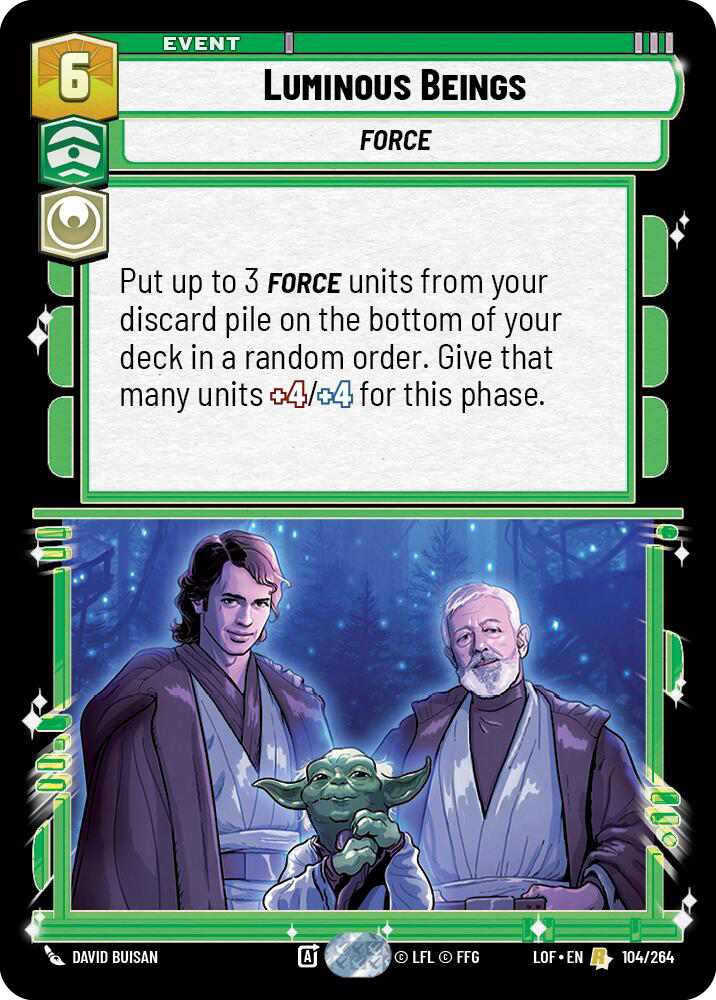 EVENT
6
LUMINOUS BEINGS
FORCE
Put up to 3 FORCE units from your
discard pile on the bottom of your
deck in a random order. Give that
many units +4/+4 for this phase.
DAVID BUISAN
A
© LFL © FFG
LOF • EN
R
104/264